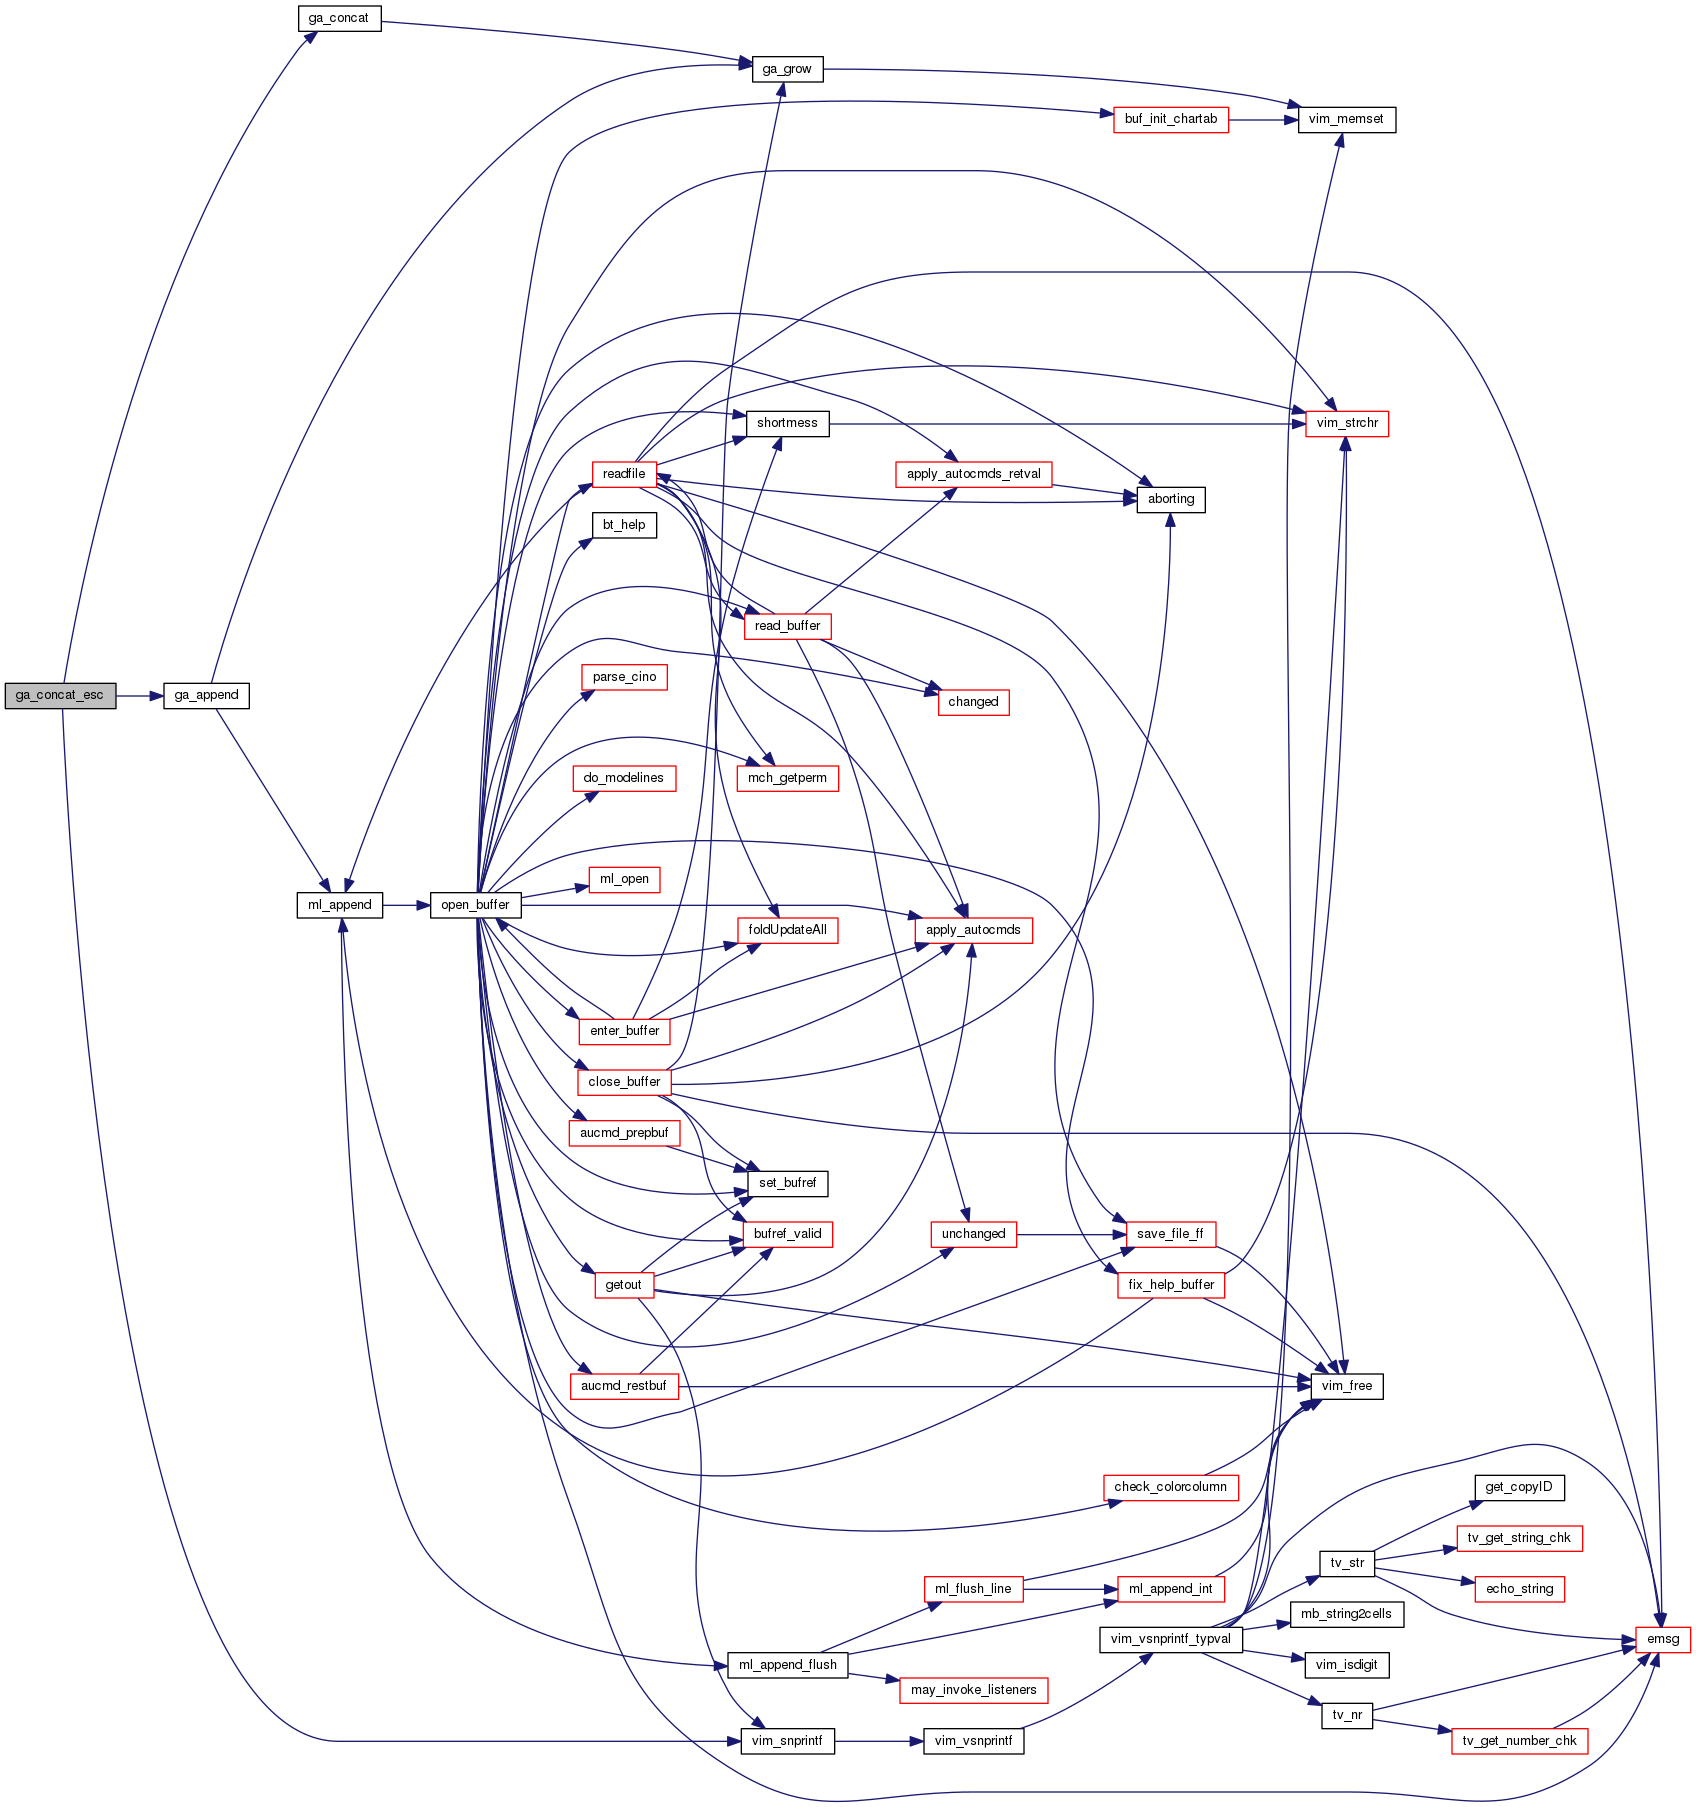 ga_concat
ga_grow
buf_init_chartab
vim_memset
shortmess
vim_strchr
readfile
apply_autocmds_retval
aborting
bt_help
read_buffer
parse_cino
ga_concat_esc
ga_append
changed
do_modelines
mch_getperm
ml_open
ml_append
open_buffer
foldUpdateAll
apply_autocmds
enter_buffer
close_buffer
aucmd_prepbuf
set_bufref
bufref_valid
unchanged
save_file_ff
getout
fix_help_buffer
aucmd_restbuf
vim_free
check_colorcolumn
get_copyID
tv_get_string_chk
tv_str
ml_flush_line
ml_append_int
echo_string
mb_string2cells
vim_vsnprintf_typval
emsg
ml_append_flush
vim_isdigit
may_invoke_listeners
tv_nr
vim_snprintf
vim_vsnprintf
tv_get_number_chk